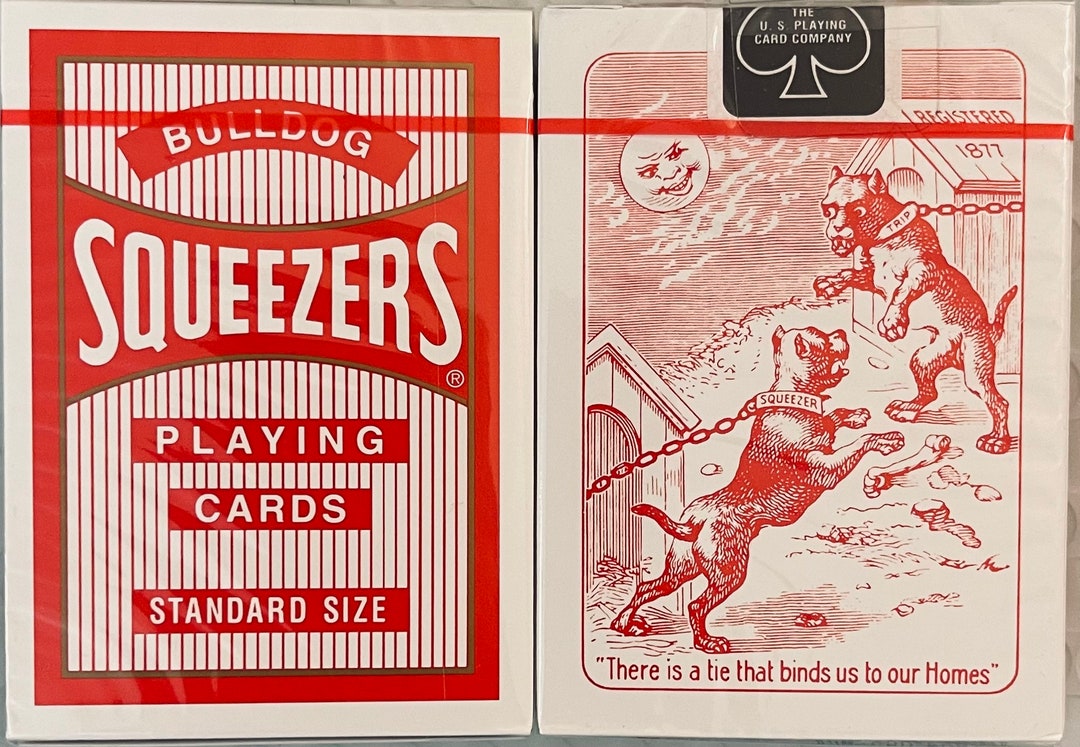 BULLDOG
SQUEEZERS
®
PLAYING
CARDS
STANDARD SIZE
THE
U. S. PLAYING
CARD COMPANY
REGISTERED
1877
TRIP
SQUEEZER
"There is a tie that binds us to our Homes"